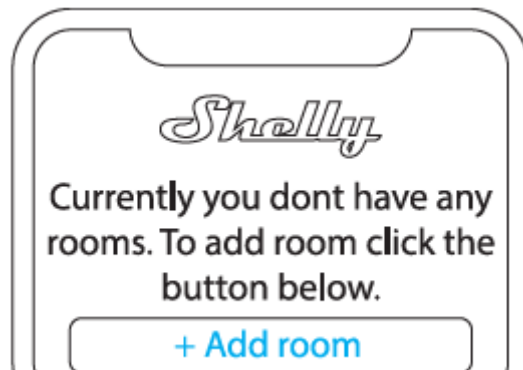 Shelly
Currently you dont have any
rooms. To add room click the
button below.
+ Add room